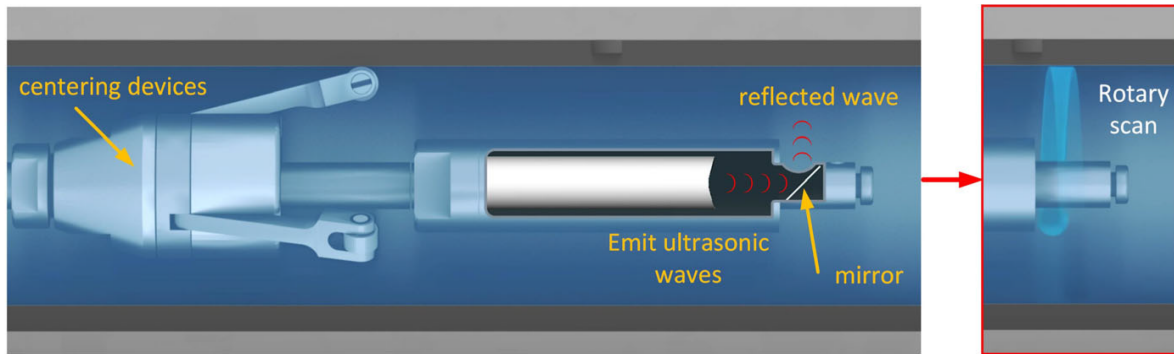 centering devices
reflected wave
Emit ultrasonic
waves
mirror
Rotary
scan